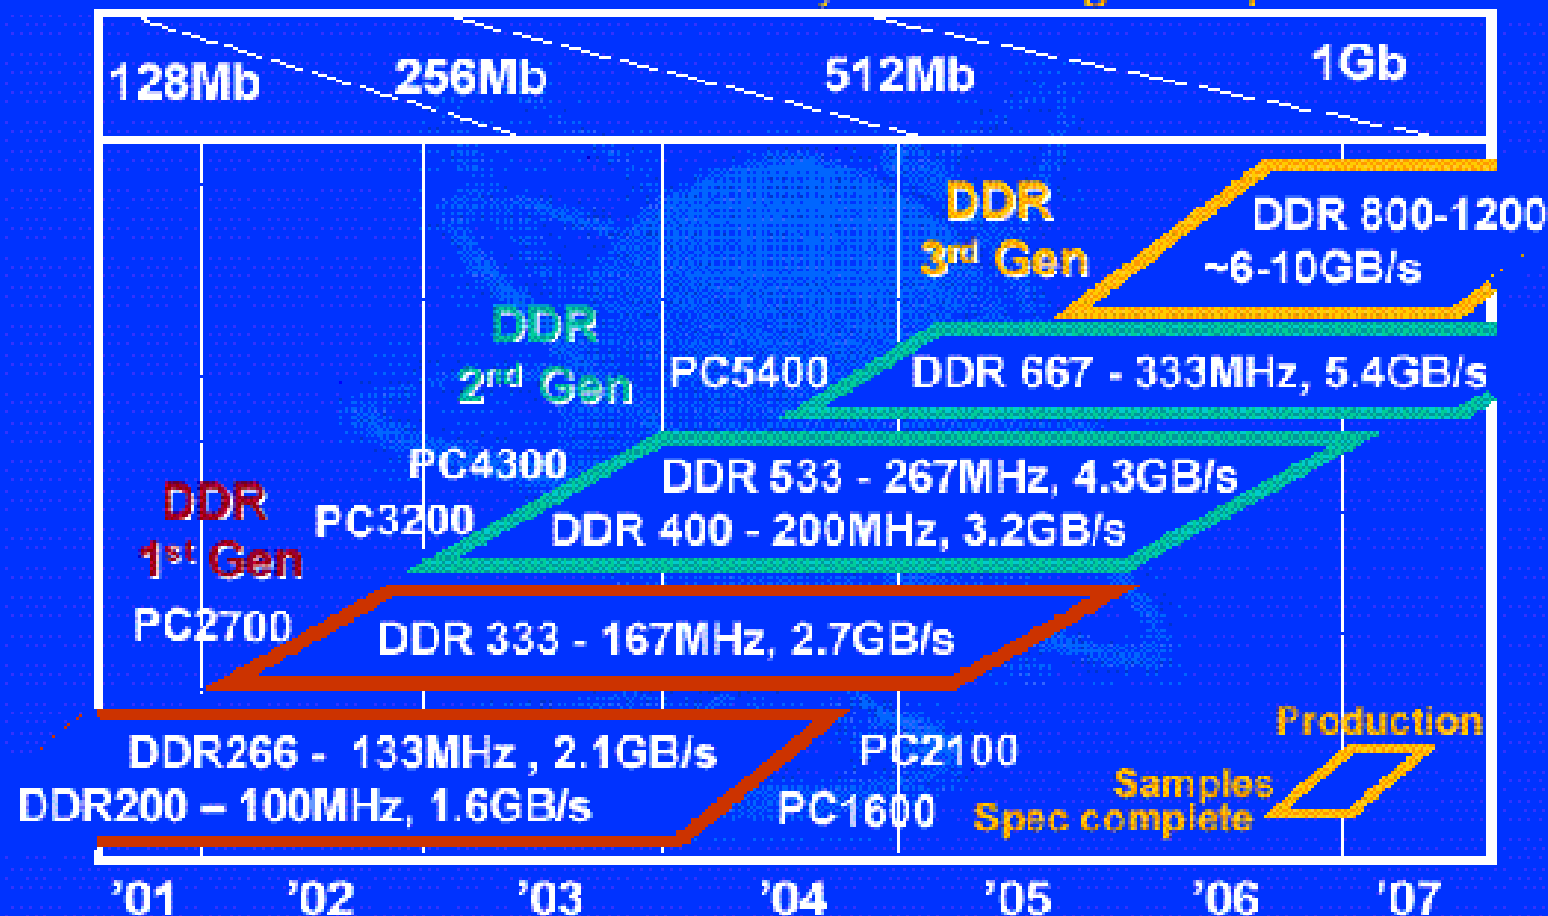 128Mb 256Mb 512Mb 1Gb
DDR
3rd Gen
DDR 800-1200
~6-10GB/s
DDR
2nd Gen
PC5400
DDR 667 - 333MHz, 5.4GB/s
PC4300
DDR 533 - 267MHz, 4.3GB/s
PC3200
DDR 400 - 200MHz, 3.2GB/s
DDR
1st Gen
PC2700
DDR 333 - 167MHz, 2.7GB/s
DDR266 - 133MHz , 2.1GB/s
PC2100
DDR200 – 100MHz, 1.6GB/s
PC1600
Production
Samples
Spec complete
’01 ’02 ’03 ’04 ’05 ’06 ’07